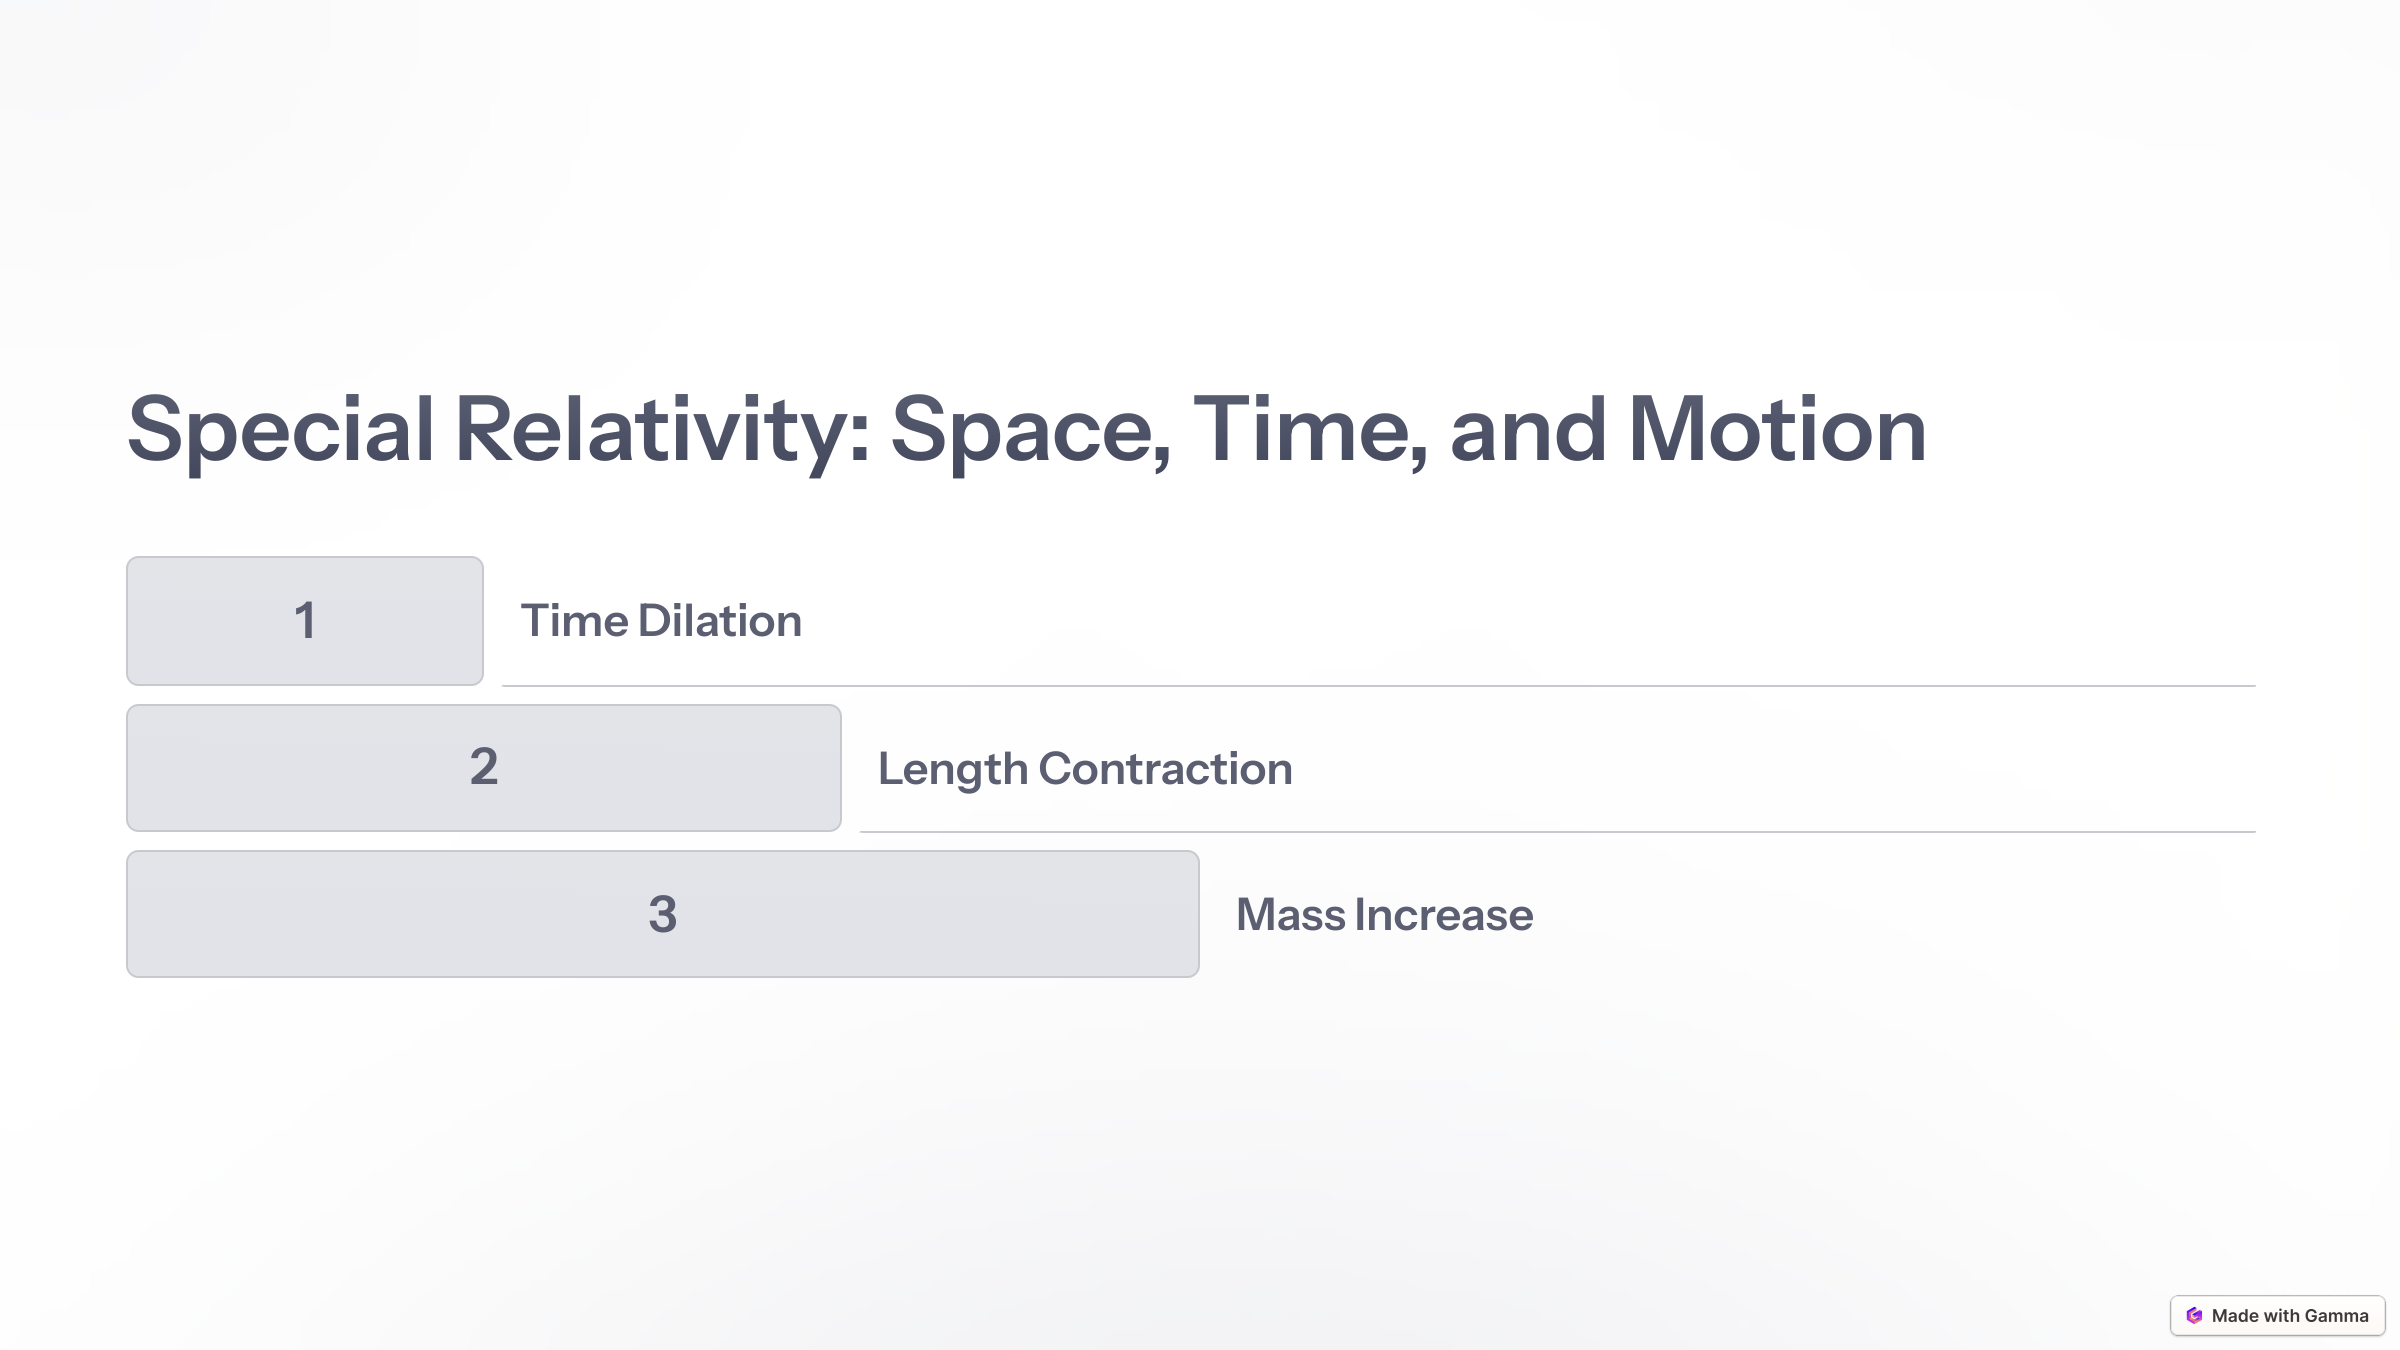 Special Relativity: Space, Time, and Motion
1
Time Dilation
2
Length Contraction
3
Mass Increase
Made with Gamma